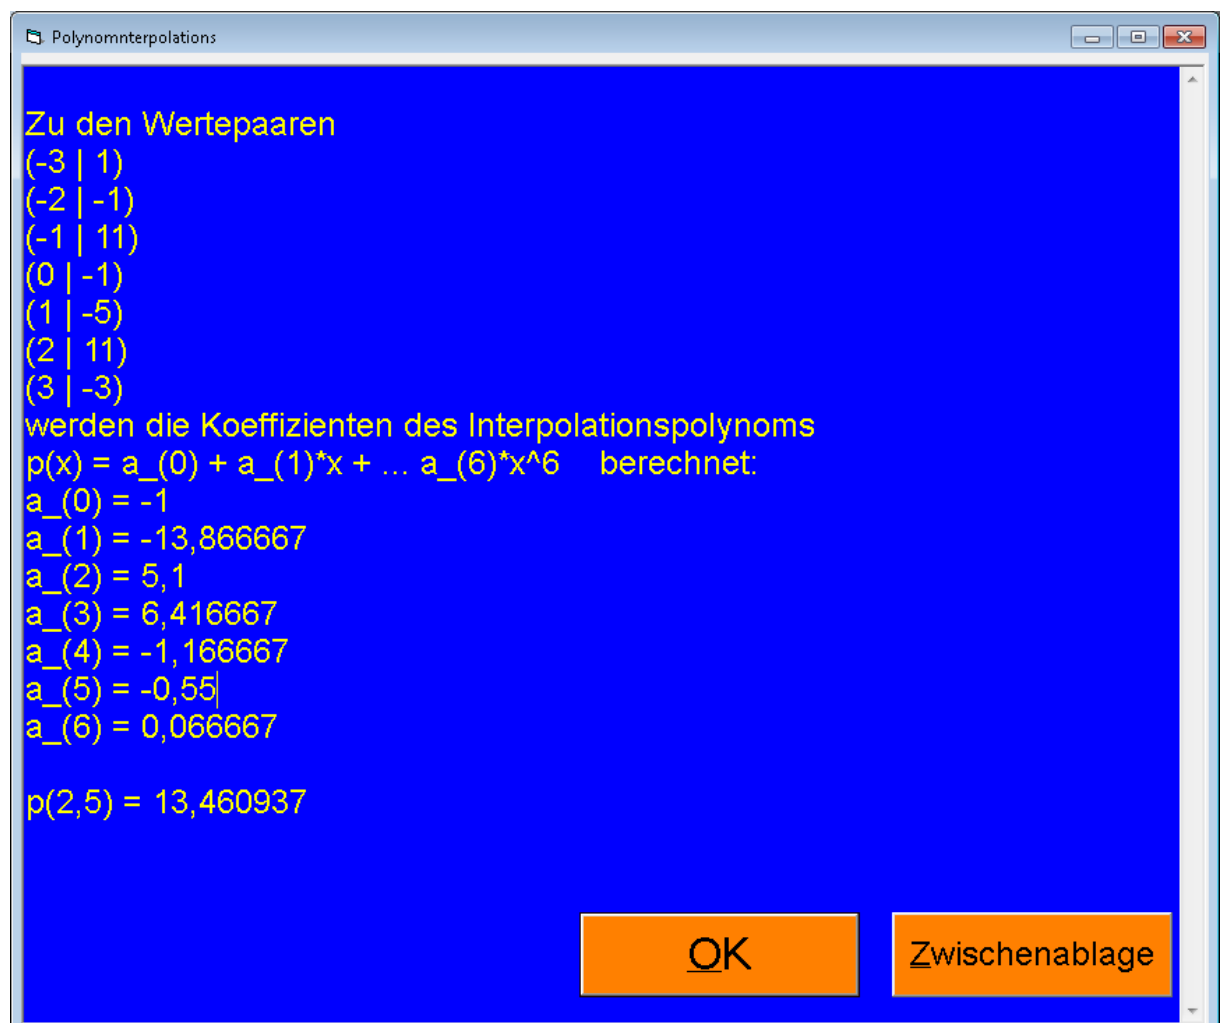 Polynomnterpolations
Zu den Wertepaaren
(-3 | 1)
(-2 | -1)
(-1 | 11)
(0 | -1)
(1 | -5)
(2 | 11)
(3 | -3)
werden die Koeffizienten des Interpolationspolynoms
p(x) = a_(0) + a_(1)*x + ... a_(6)*x^6 berechnet:
a_(0) = -1
a_(1) = -13,866667
a_(2) = 5,1
a_(3) = 6,416667
a_(4) = -1,166667
a_(5) = -0,55
a_(6) = 0,066667
p(2,5) = 13,460937
OK
Zwischenablage